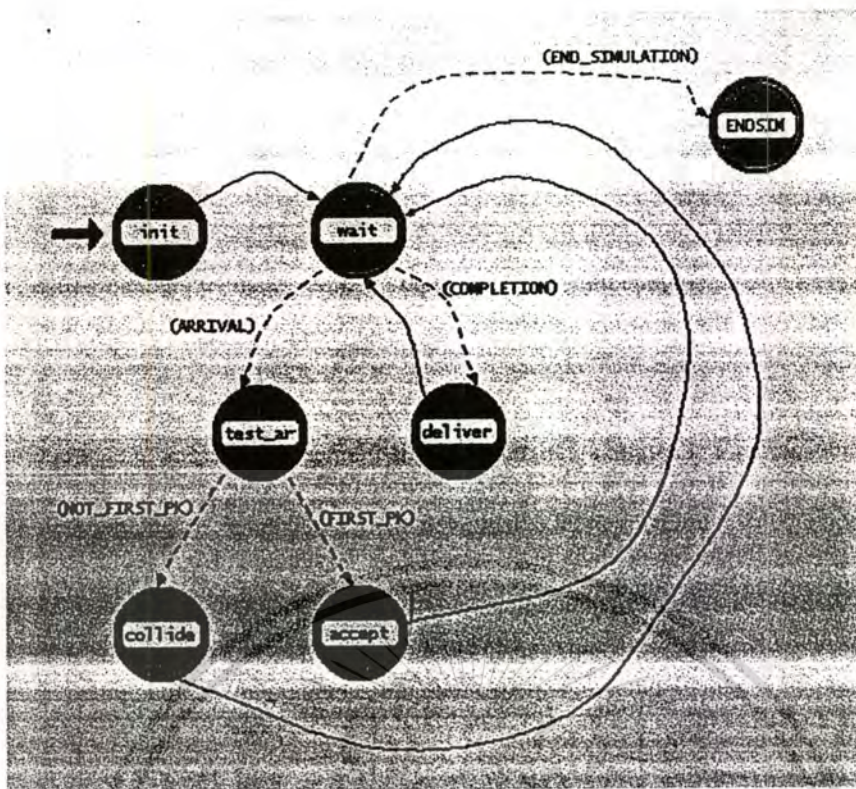 (END_SIMULATION)
ENDSIM
init
wait
(COMPLETION)
(ARRIVAL)
test_ar
deliver
(NOT_FIRST_PK)
(FIRST_PK)
collide
accept